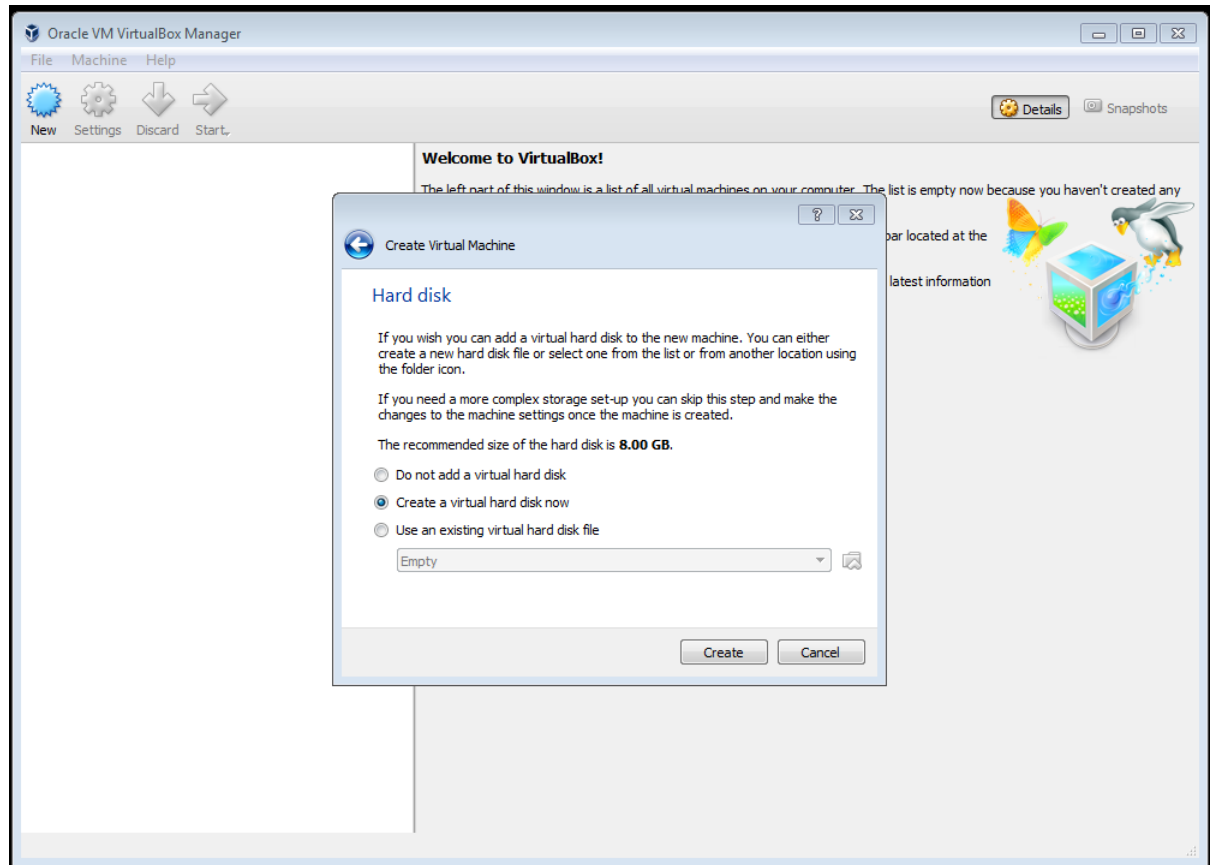 Oracle VM VirtualBox Manager
File Machine Help
New Settings Discard Start
Details Snapshots
Welcome to VirtualBox!
The left part of this window is a list of all virtual machines on your computer. The list is empty now because you haven't created any
bar located at the
latest information
Create Virtual Machine
Hard disk
If you wish you can add a virtual hard disk to the new machine. You can either
create a new hard disk file or select one from the list or from another location using
the folder icon.
If you need a more complex storage set-up you can skip this step and make the
changes to the machine settings once the machine is created.
The recommended size of the hard disk is 8.00 GB.
Do not add a virtual hard disk
Create a virtual hard disk now
Use an existing virtual hard disk file
Empty
Create Cancel